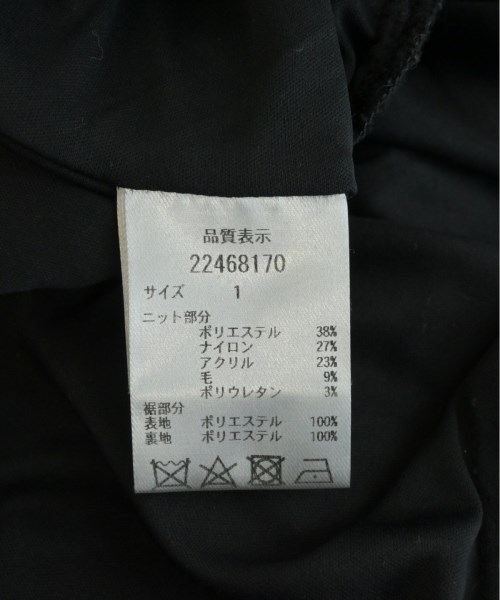 品質表示
22468170
サイズ 1
ニット部分
ポリエステル 38%
ナイロン 27%
アクリル 23%
毛 9%
ポリウレタン 3%
裾部分
表地 ポリエステル 100%
裏地 ポリエステル 100%